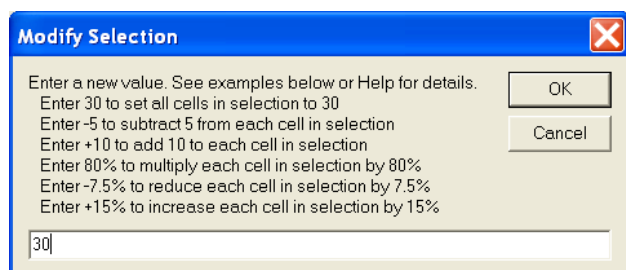 Modify Selection
Enter a new value. See examples below or Help for details.
OK
Enter 30 to set all cells in selection to 30
Enter -5 to subtract 5 from each cell in selection
Cancel
Enter +10 to add 10 to each cell in selection
Enter 80% to multiply each cell in selection by 80%
Enter -7.5% to reduce each cell in selection by 7.5%
Enter +15% to increase each cell in selection by 15%
30